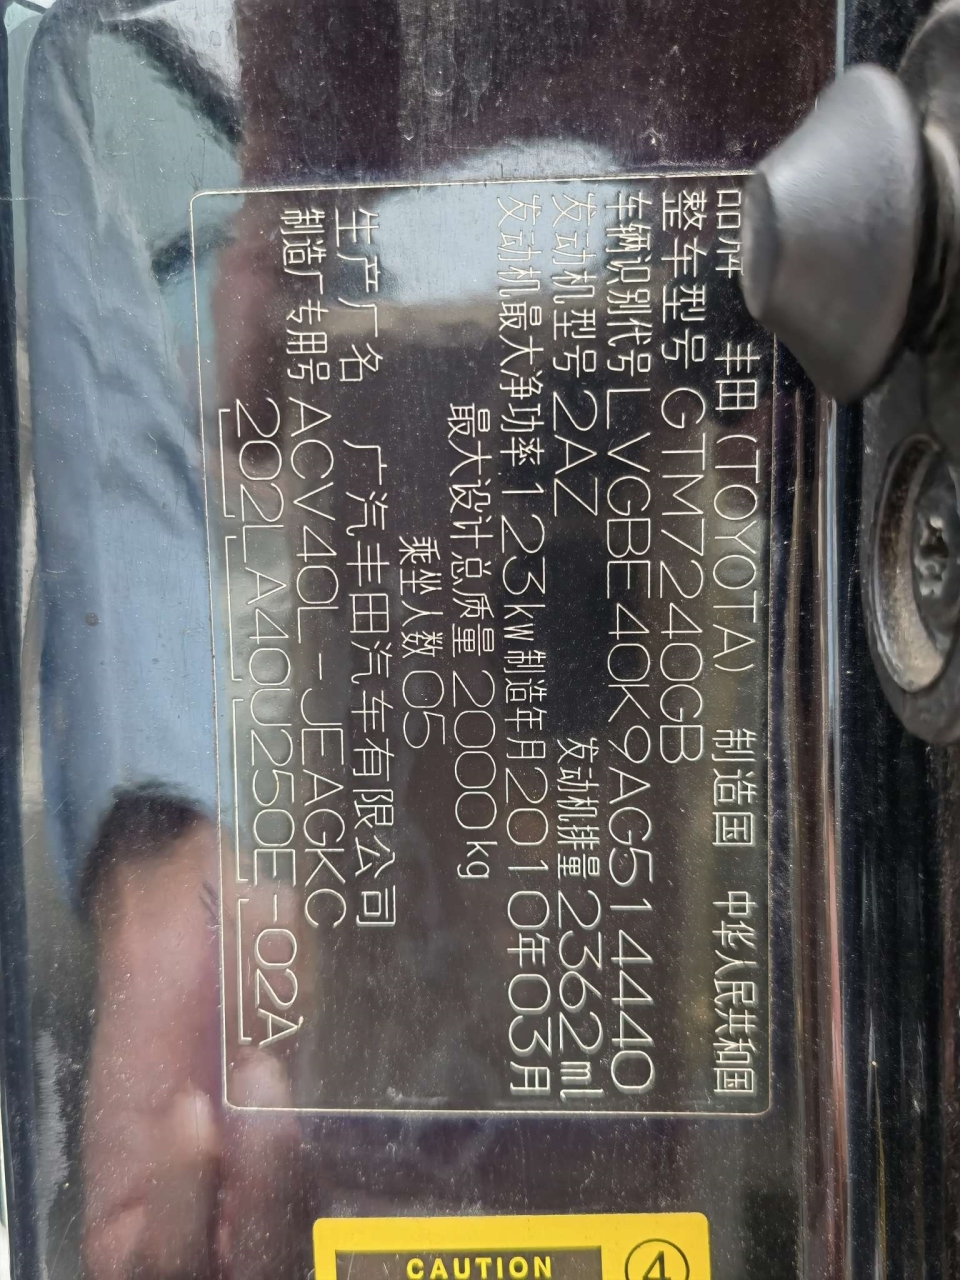 品牌 丰田（TOYOTA） 制造国 中华人民共和国
整车型号 GTM7240GB
车辆识别代号 LVGBE40K9AG514440
发动机型号 2AZ 发动机排量 2362ml
发动机最大净功率 123kW 制造年月 2010年03月
最大设计总质量 2000kg
乘坐人数 05
生产厂名 广汽丰田汽车有限公司
制造厂专用号 ACV40L-JEAGKC
202LA40U250E-02A
CAUTION ④